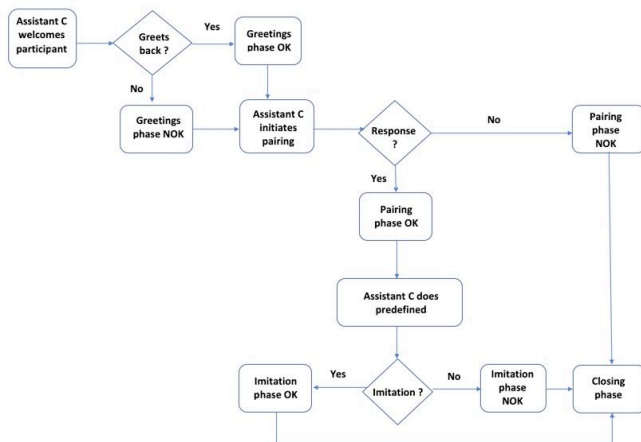 Assistant C
welcomes
participant
Greets
back ?
Yes
Greetings
phase OK
No
Greetings
phase NOK
Assistant C
initiates
pairing
Response
?
No
Pairing
phase
NOK
Yes
Pairing
phase OK
Assistant C does
predefined
Imitation ?
Yes
Imitation
phase OK
No
Imitation
phase
NOK
Closing
phase